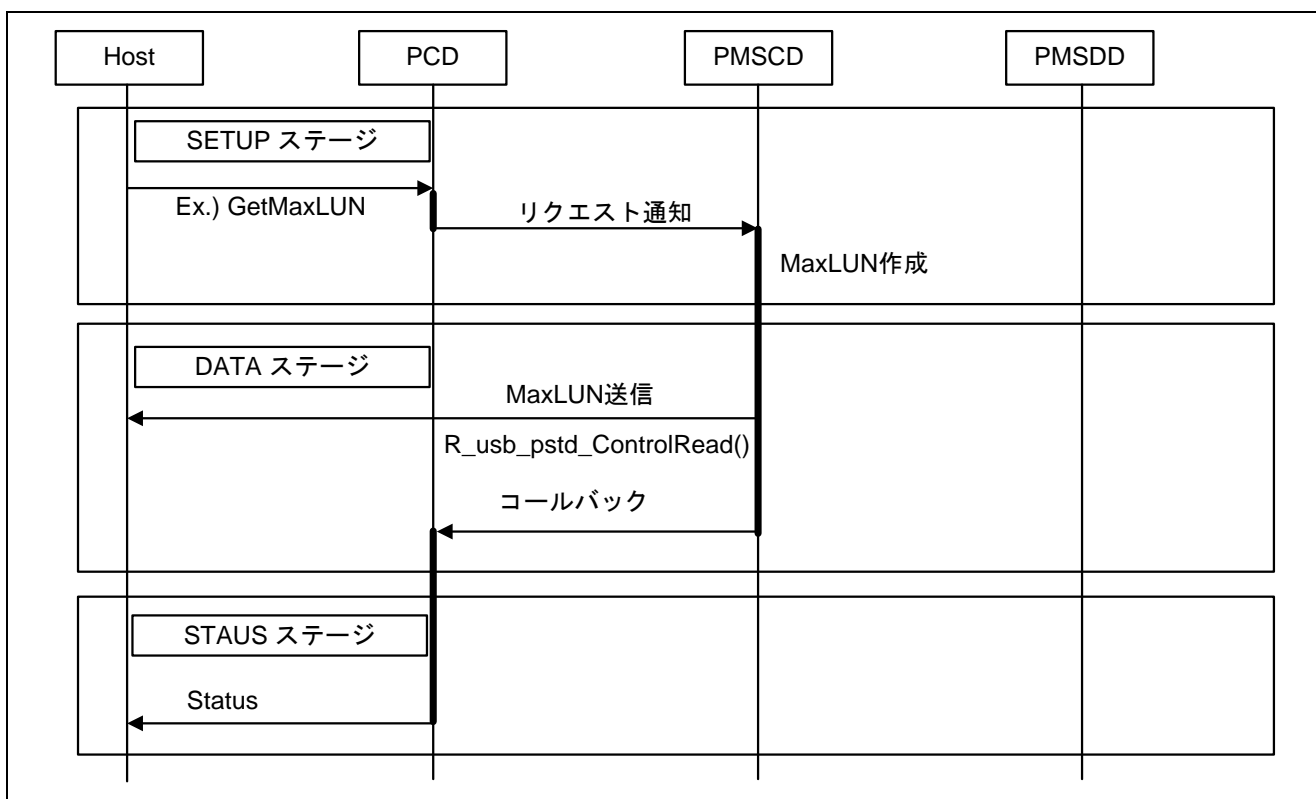 Host
PCD
PMSCD
PMSDD
SETUP ステージ
Ex.) GetMaxLUN
リクエスト通知
MaxLUN作成
DATA ステージ
MaxLUN送信
R_usb_pstd_ControlRead()
コールバック
STAUS ステージ
Status